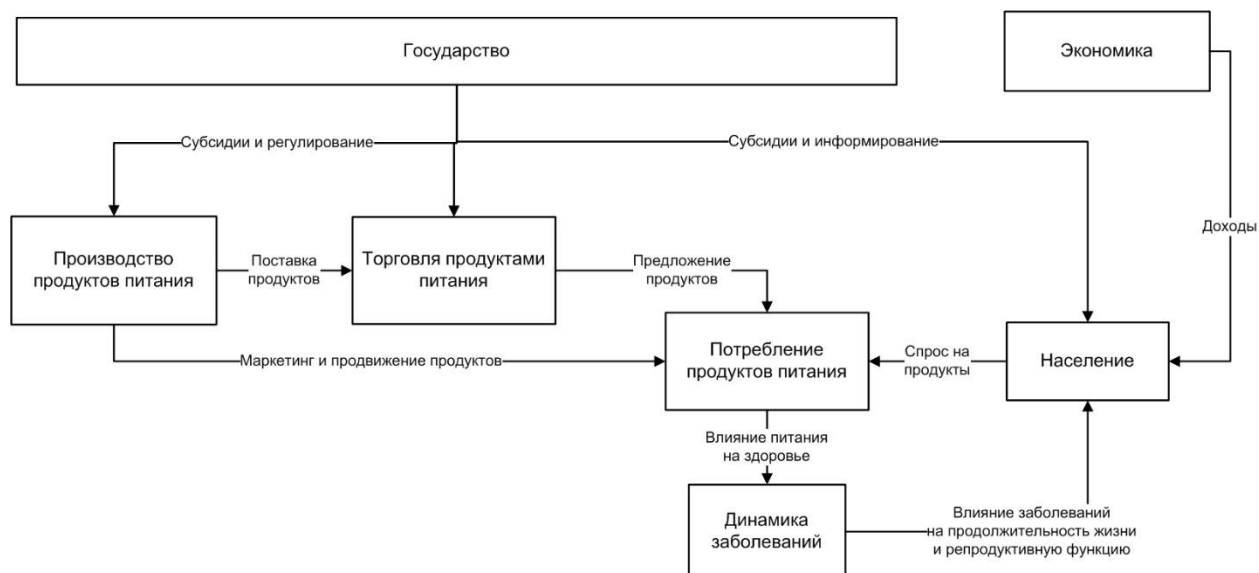 Государство
Экономика
Субсидии и регулирование
Субсидии и информирование
Доходы
Производство
продуктов питания
Поставка
продуктов
Торговля продуктами
питания
Предложение
продуктов
Маркетинг и продвижение продуктов
Потребление
продуктов питания
Спрос на
продукты
Население
Влияние питания
на здоровье
Динамика
заболеваний
Влияние заболеваний
на продолжительность жизни
и репродуктивную функцию